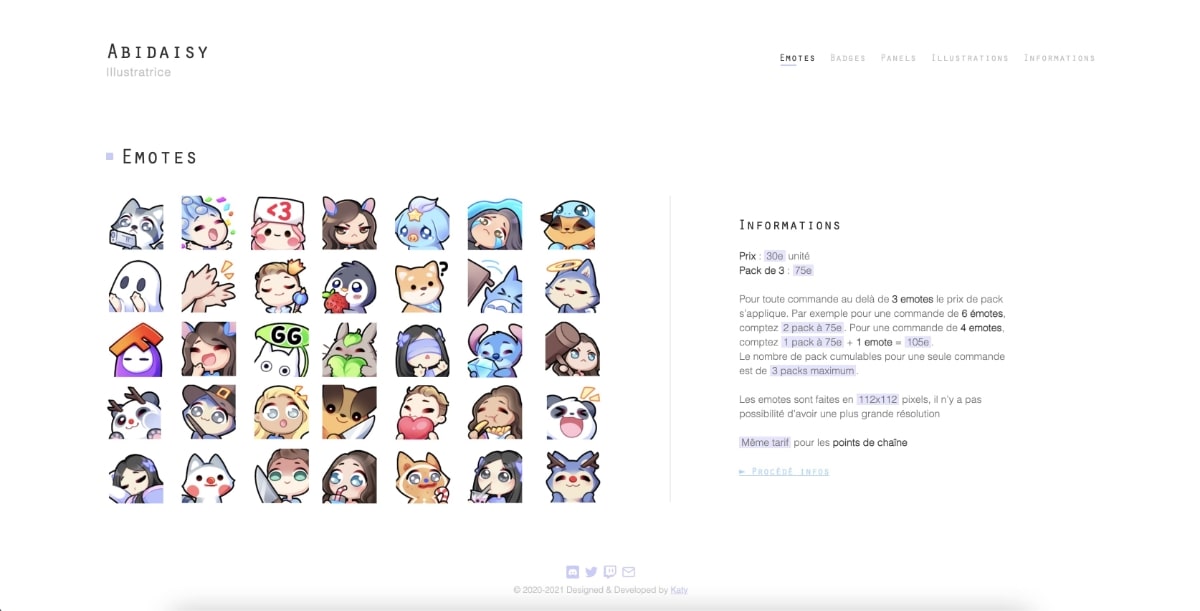 Abidaisy
Illustratrice
Emotes Badges Panels Illustrations Informations
Emotes
<3
?
GG
Informations
Prix : 30e unité
Pack de 3 : 75e
Pour toute commande au delà de 3 emotes le prix de pack
s'applique. Par exemple pour une commande de 6 émotes,
comptez 2 pack à 75e. Pour une commande de 4 emotes,
comptez 1 pack à 75e + 1 emote = 105e.
Le nombre de pack cumulables pour une seule commande
est de 3 packs maximum.
Les emotes sont faites en 112x112 pixels, il n'y a pas
possibilité d'avoir une plus grande résolution
Même tarif pour les points de chaîne
← Procédé infos
© 2020-2021 Designed & Developed by Katy